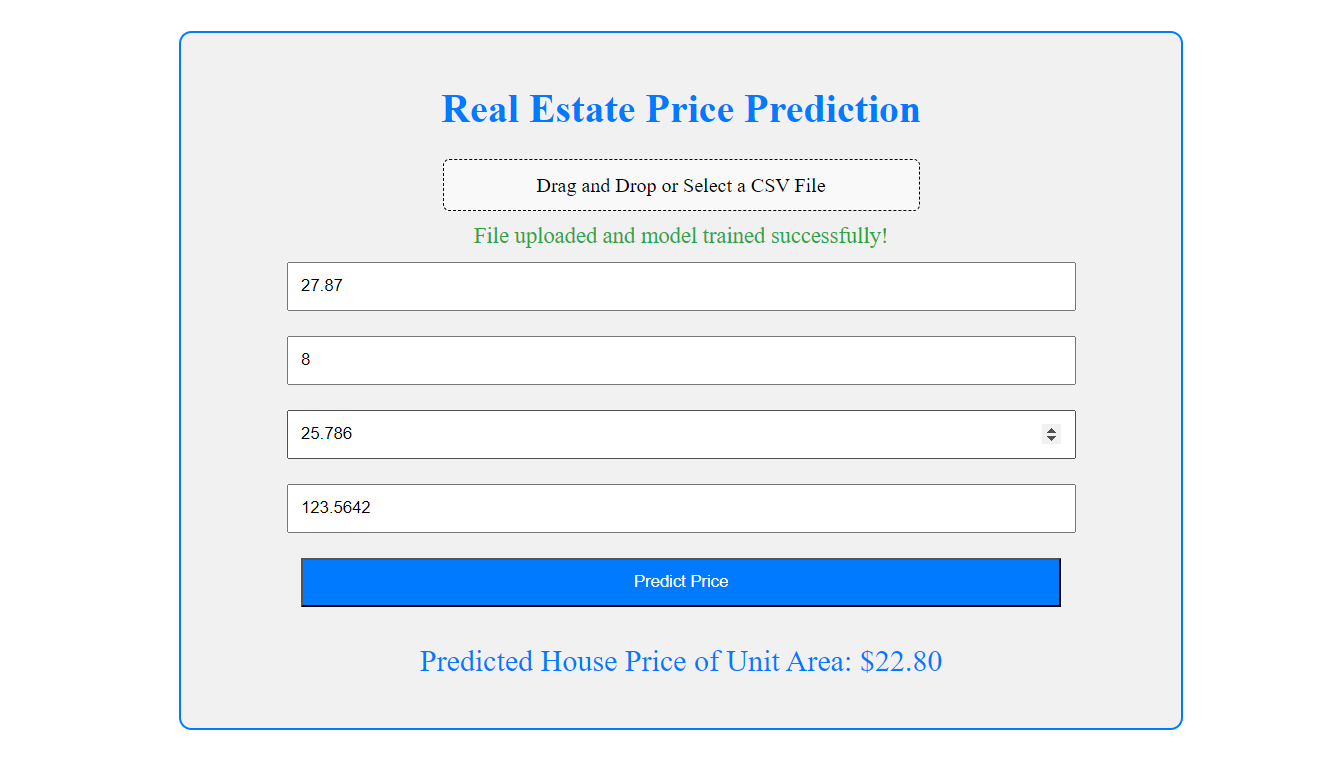 Real Estate Price Prediction
Drag and Drop or Select a CSV File
File uploaded and model trained successfully!
27.87
8
25.786
123.5642
Predict Price
Predicted House Price of Unit Area: $22.80